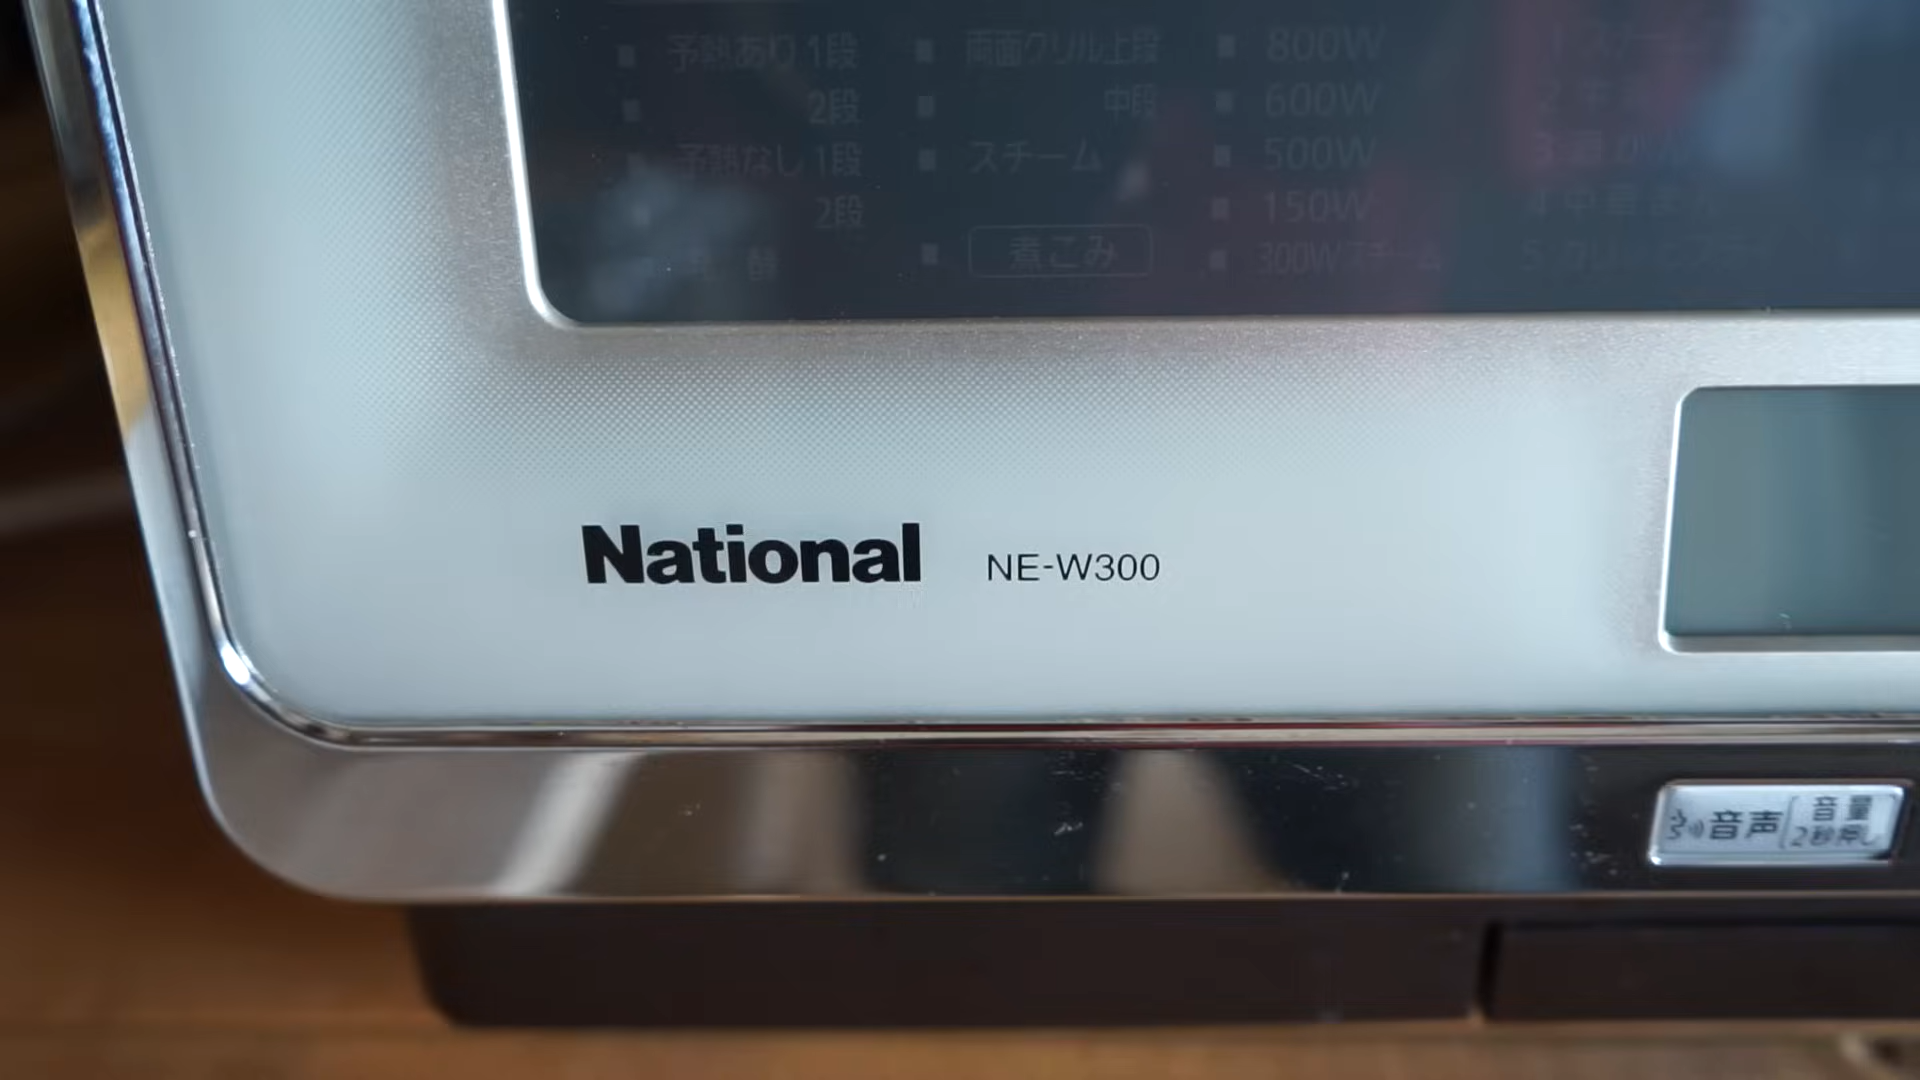 予熱あり 1段
両面グリル上段
800W
2段
中段
600W
予熱なし 1段
スチーム
500W
2段
150W
煮こみ
300Wスチーム
National NE-W300
音声
音量
2秒押し